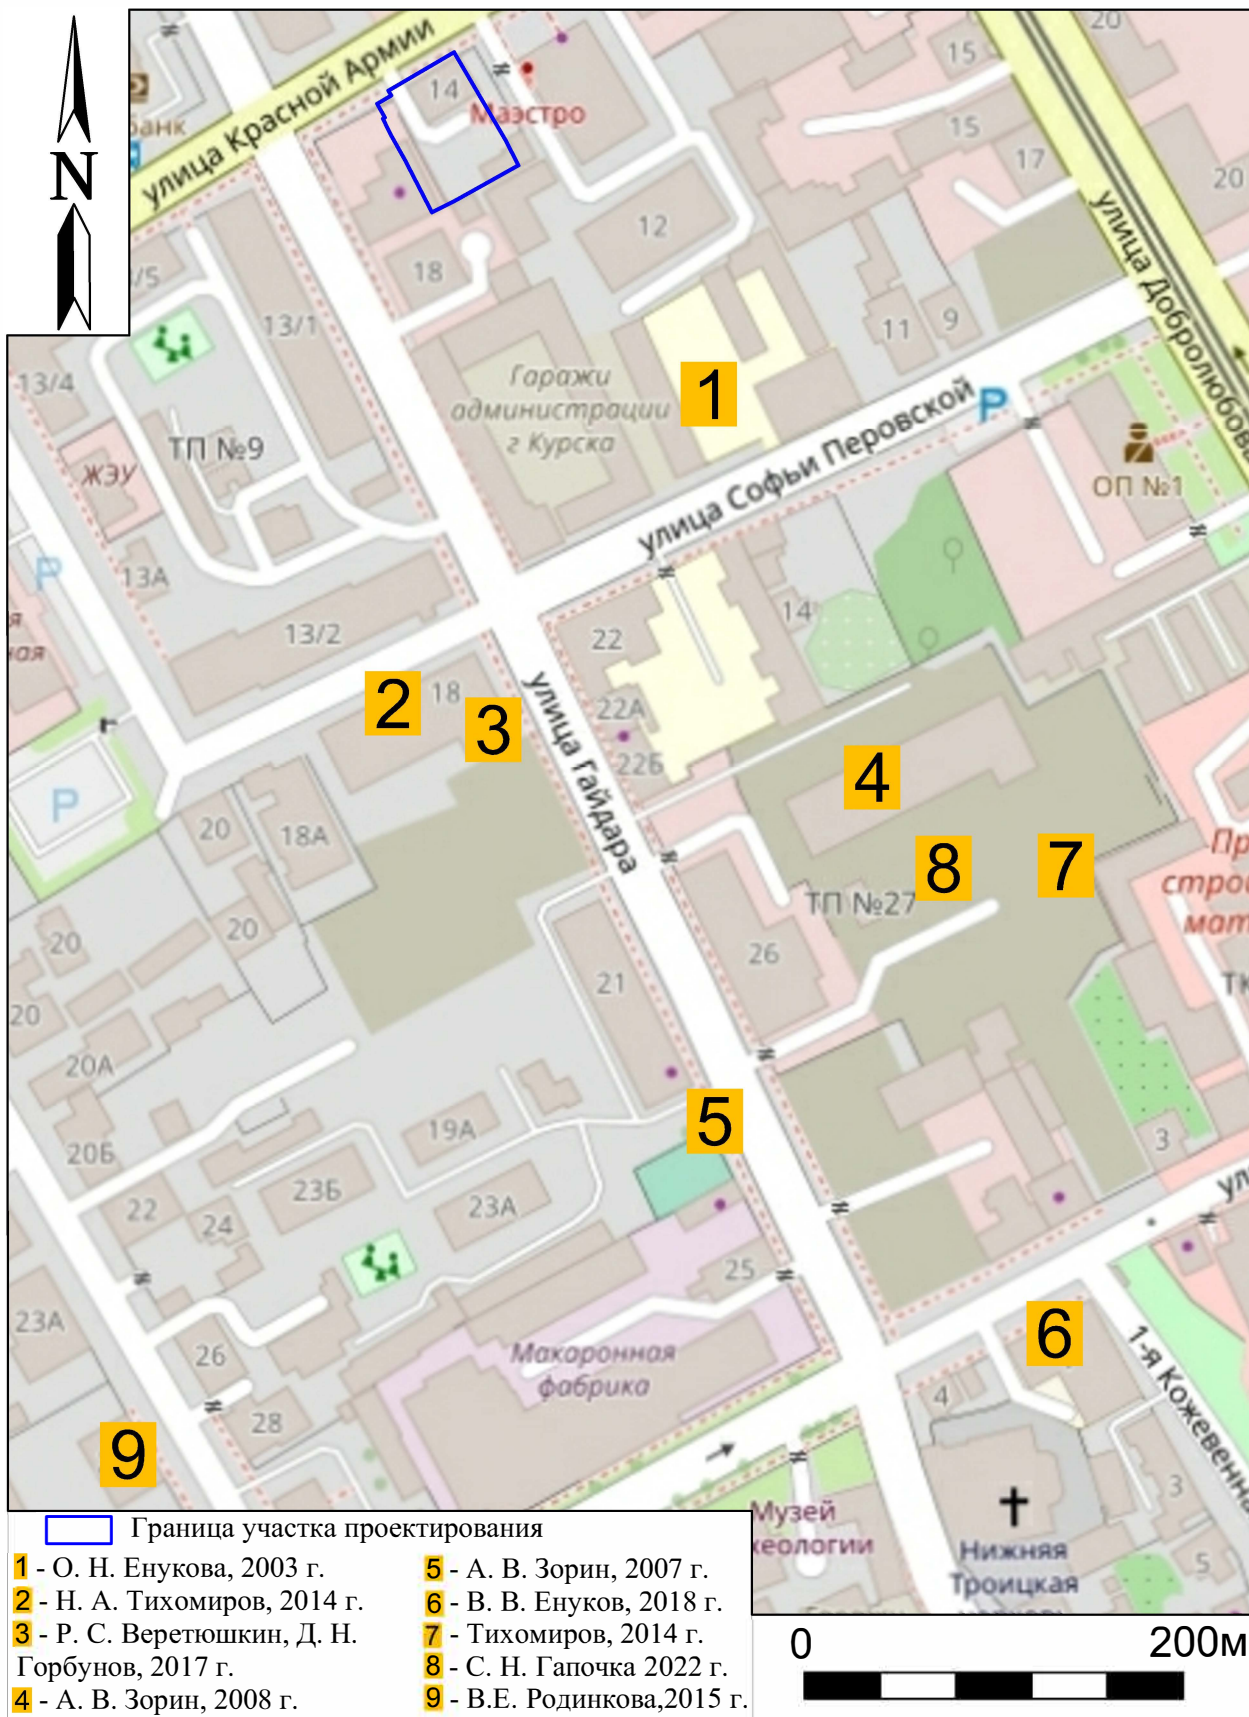 N
улица Красной Армии
банк
14
Маэстро
15
15
17
20
20
12
18
3/5
13/1
улица Добролюбова
11
9
13/4
Гаражи
администрации
г Курска
1
P
ТП №9
ЖЭУ
улица Софьи Перовской
ОП №1
P
13А
13/2
22
14
2
18
3
22А
22Б
улица Гайдара
4
P
20
18А
8
7
ТП №27
20
20
26
21
20
20А
5
19А
3
20Б
23Б
23А
22
24
25
23А
26
Макаронная
фабрика
6
1-я Кожевенна
4
28
9
3
Музей
хеологии
Нижняя
Троицкая
5
Граница участка проектирования
1 - О. Н. Енукова, 2003 г.
2 - Н. А. Тихомиров, 2014 г.
3 - Р. С. Веретюшкин, Д. Н.
Горбунов, 2017 г.
4 - А. В. Зорин, 2008 г.
5 - А. В. Зорин, 2007 г.
6 - В. В. Енуков, 2018 г.
7 - Тихомиров, 2014 г.
8 - С. Н. Гапочка 2022 г.
9 - В.Е. Родинкова,2015 г.
0 200м